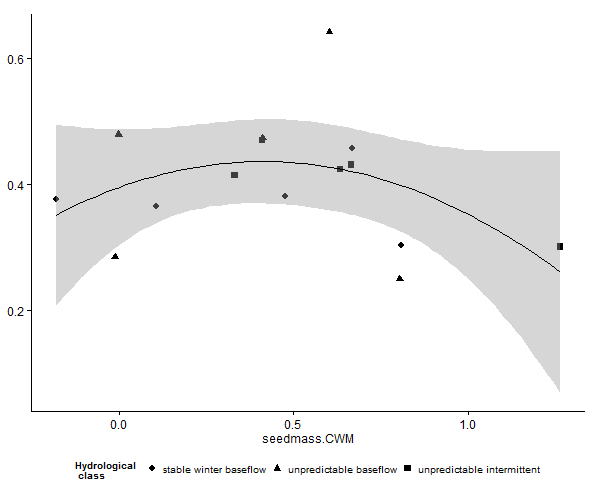 0.6
0.4
0.2
0.0 0.5 1.0
seedmass.CWM
Hydrological
class
stable winter baseflow unpredictable baseflow unpredictable intermittent